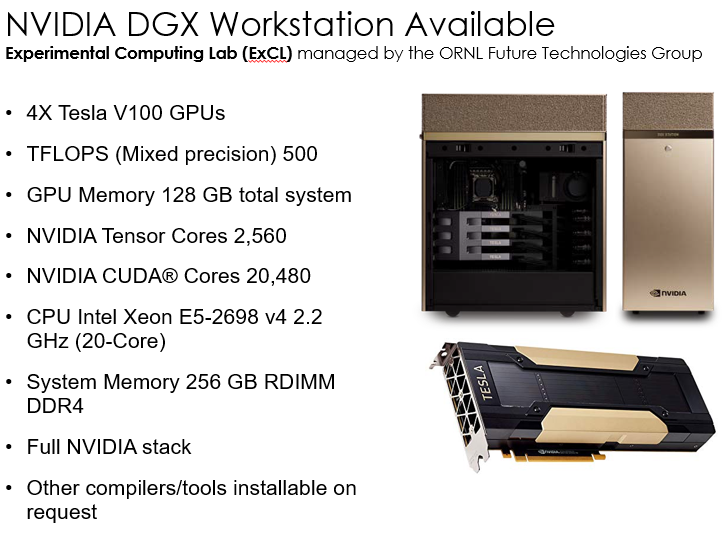 NVIDIA DGX Workstation Available
Experimental Computing Lab (ExCL) managed by the ORNL Future Technologies Group
• 4X Tesla V100 GPUs
• TFLOPS (Mixed precision) 500
• GPU Memory 128 GB total system
• NVIDIA Tensor Cores 2,560
• NVIDIA CUDA® Cores 20,480
• CPU Intel Xeon E5-2698 v4 2.2
GHz (20-Core)
• System Memory 256 GB RDIMM
DDR4
• Full NVIDIA stack
• Other compilers/tools installable on
request
NVIDIA
TESLA
NVIDIA